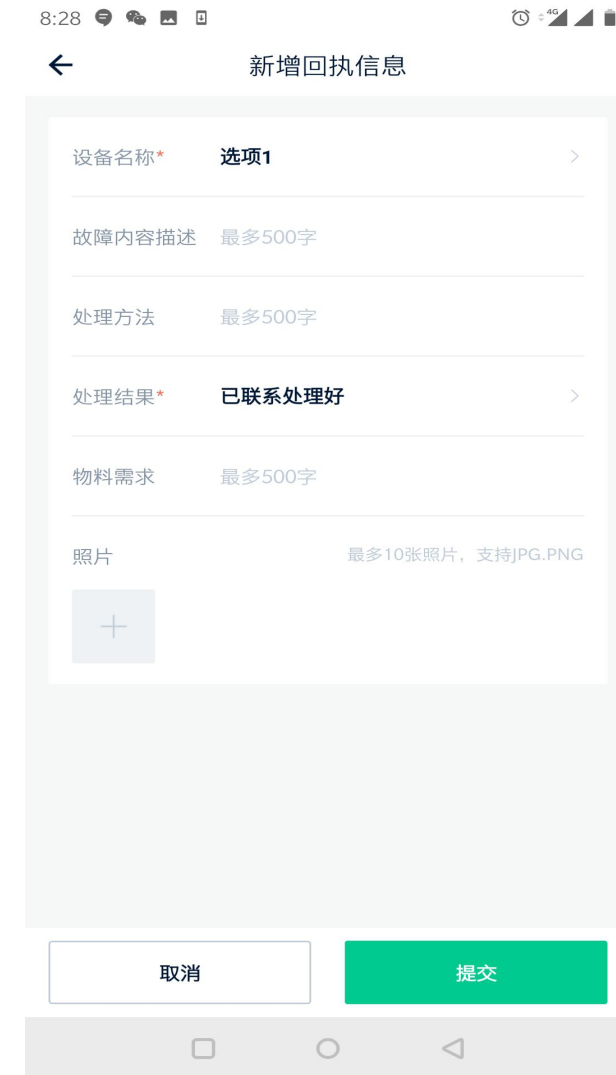 8:28 4G
新增回执信息
设备名称* 选项1
故障内容描述 最多500字
处理方法 最多500字
处理结果* 已联系处理好
物料需求 最多500字
照片 最多10张照片，支持JPG.PNG
取消 提交